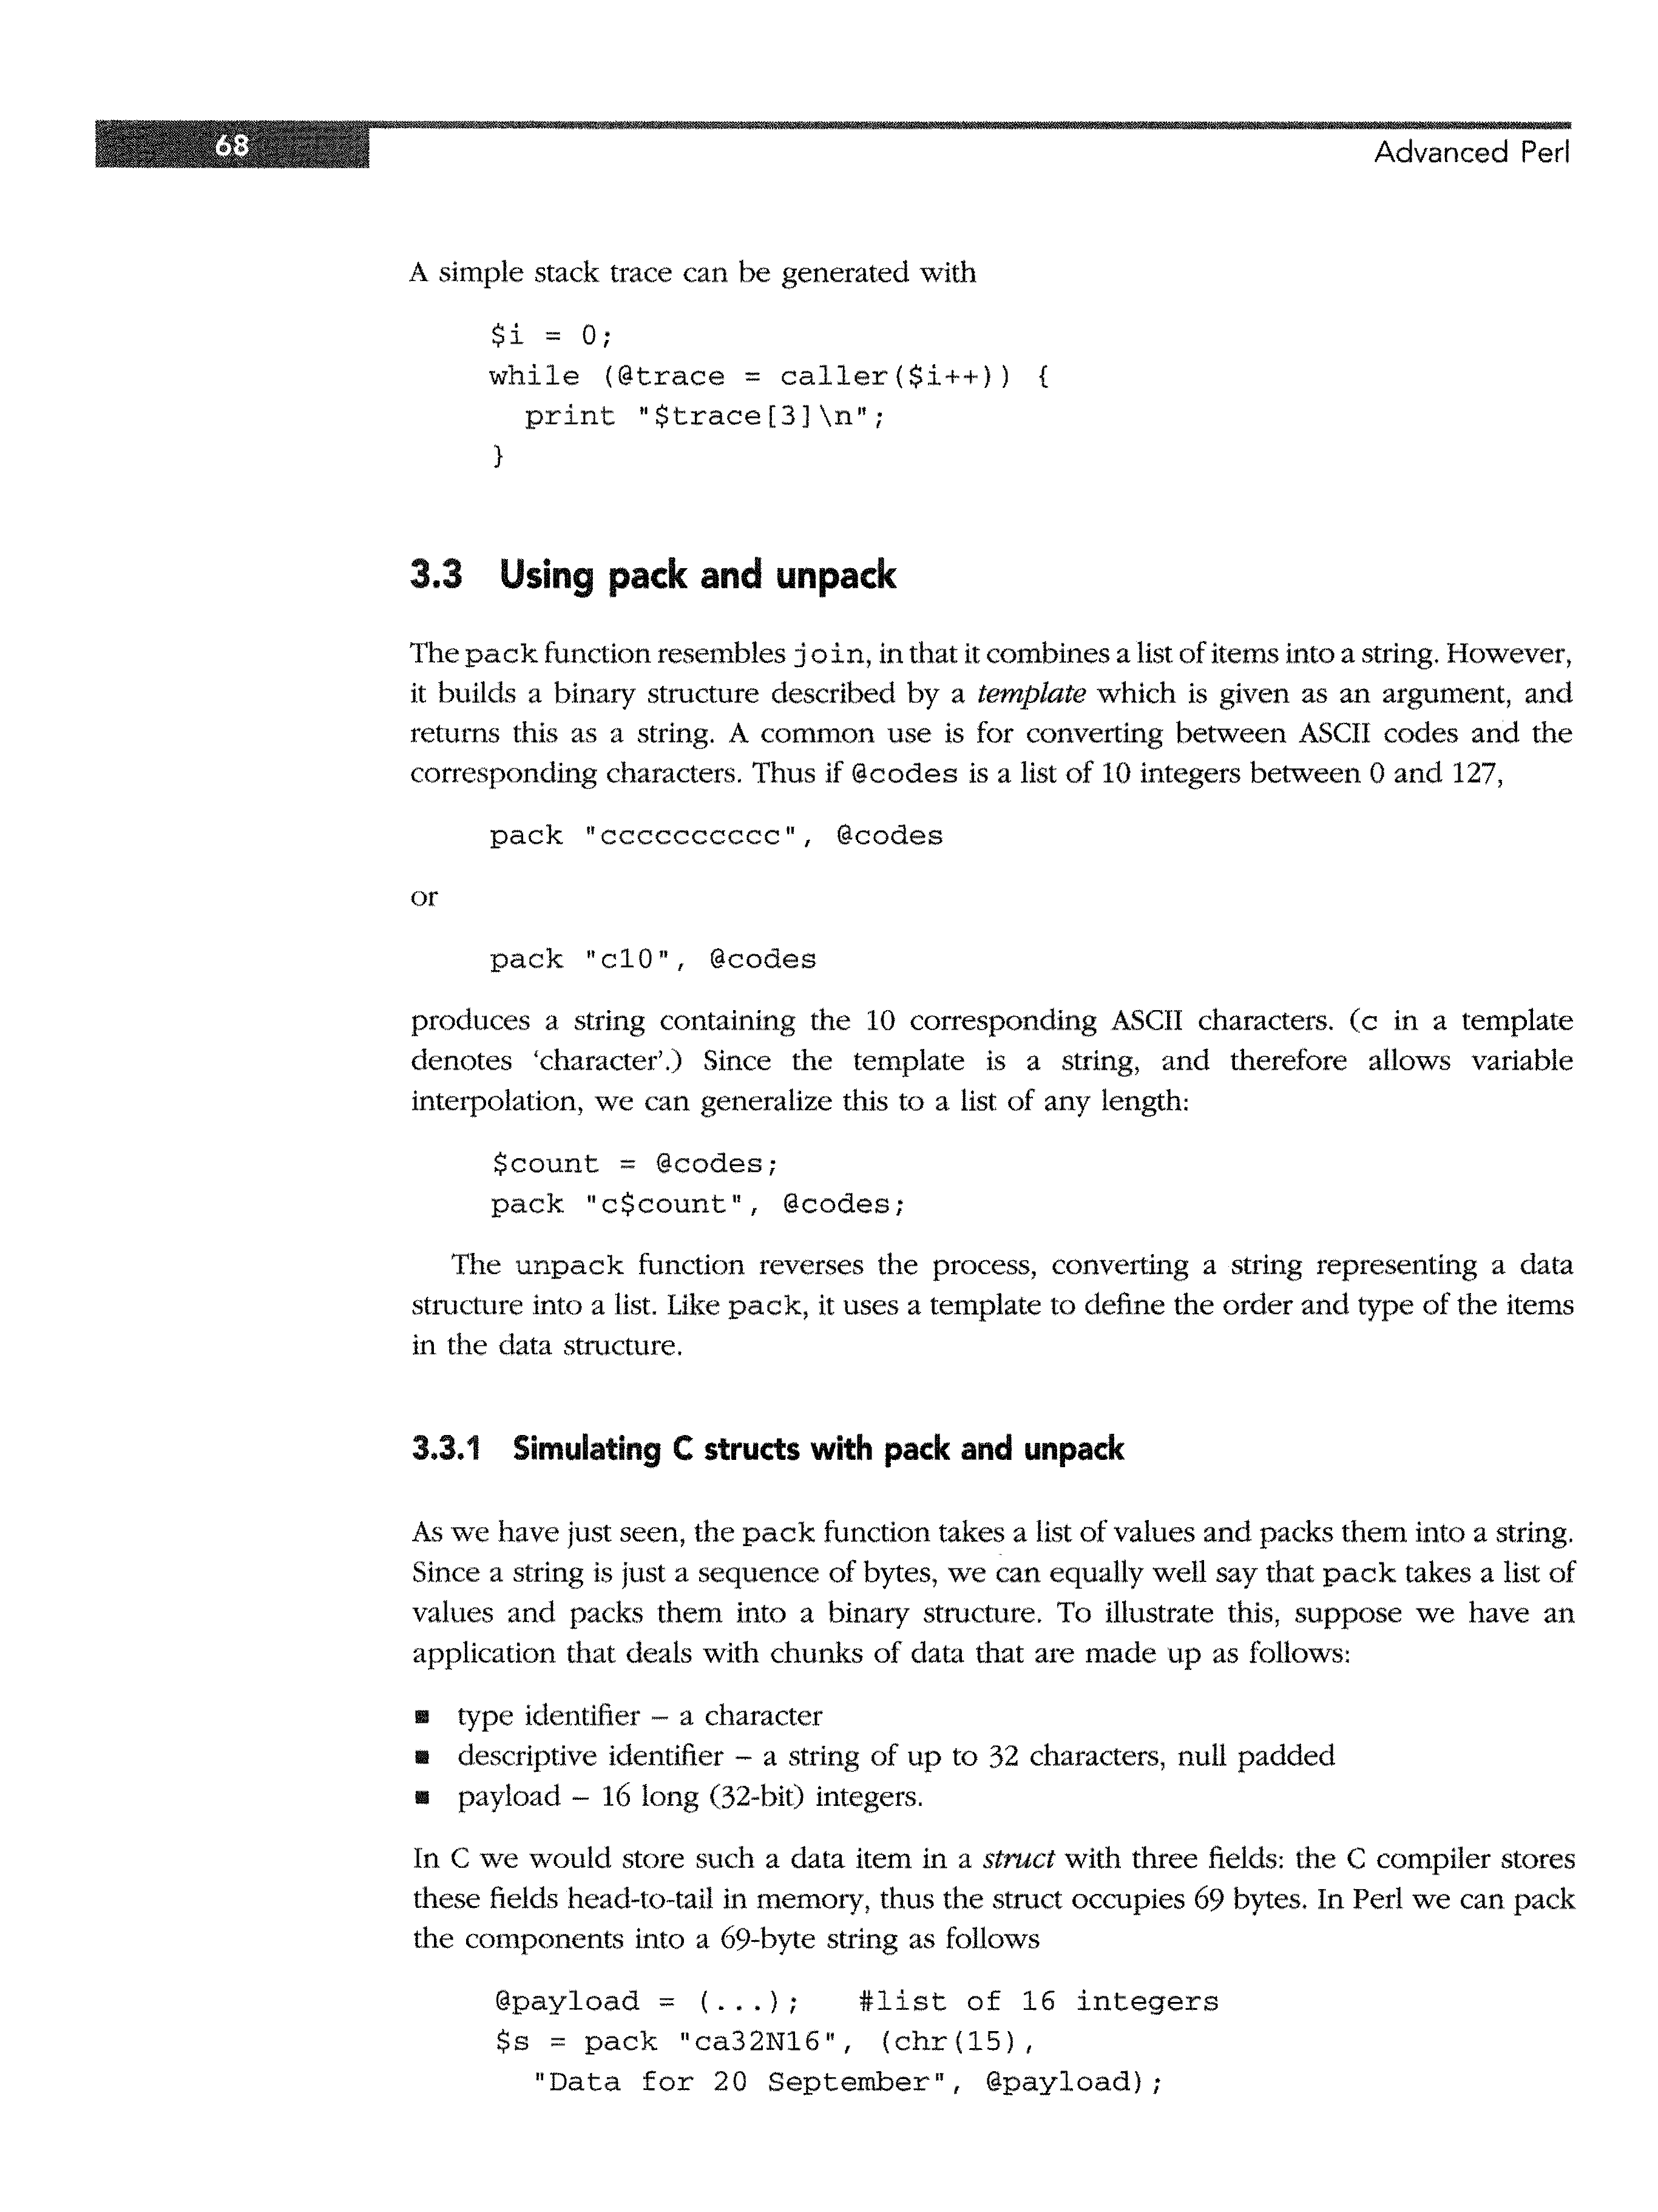 68
Advanced Perl
A simple stack trace can be generated with
$i = 0;
while (@trace = caller($i++)) {
  print "$trace[3]\n";
}
3.3 Using pack and unpack
The pack function resembles join, in that it combines a list of items into a string. However,
it builds a binary structure described by a template which is given as an argument, and
returns this as a string. A common use is for converting between ASCII codes and the
corresponding characters. Thus if @codes is a list of 10 integers between 0 and 127,
pack "cccccccccc", @codes
or
pack "c10", @codes
produces a string containing the 10 corresponding ASCII characters. (c in a template
denotes ‘character’.) Since the template is a string, and therefore allows variable
interpolation, we can generalize this to a list of any length:
$count = @codes;
pack "c$count", @codes;
The unpack function reverses the process, converting a string representing a data
structure into a list. Like pack, it uses a template to define the order and type of the items
in the data structure.
3.3.1 Simulating C structs with pack and unpack
As we have just seen, the pack function takes a list of values and packs them into a string.
Since a string is just a sequence of bytes, we can equally well say that pack takes a list of
values and packs them into a binary structure. To illustrate this, suppose we have an
application that deals with chunks of data that are made up as follows:
■ type identifier – a character
■ descriptive identifier – a string of up to 32 characters, null padded
■ payload – 16 long (32-bit) integers.
In C we would store such a data item in a struct with three fields: the C compiler stores
these fields head-to-tail in memory, thus the struct occupies 69 bytes. In Perl we can pack
the components into a 69-byte string as follows
@payload = (...); #list of 16 integers
$s = pack "ca32N16", (chr(15),
  "Data for 20 September", @payload);